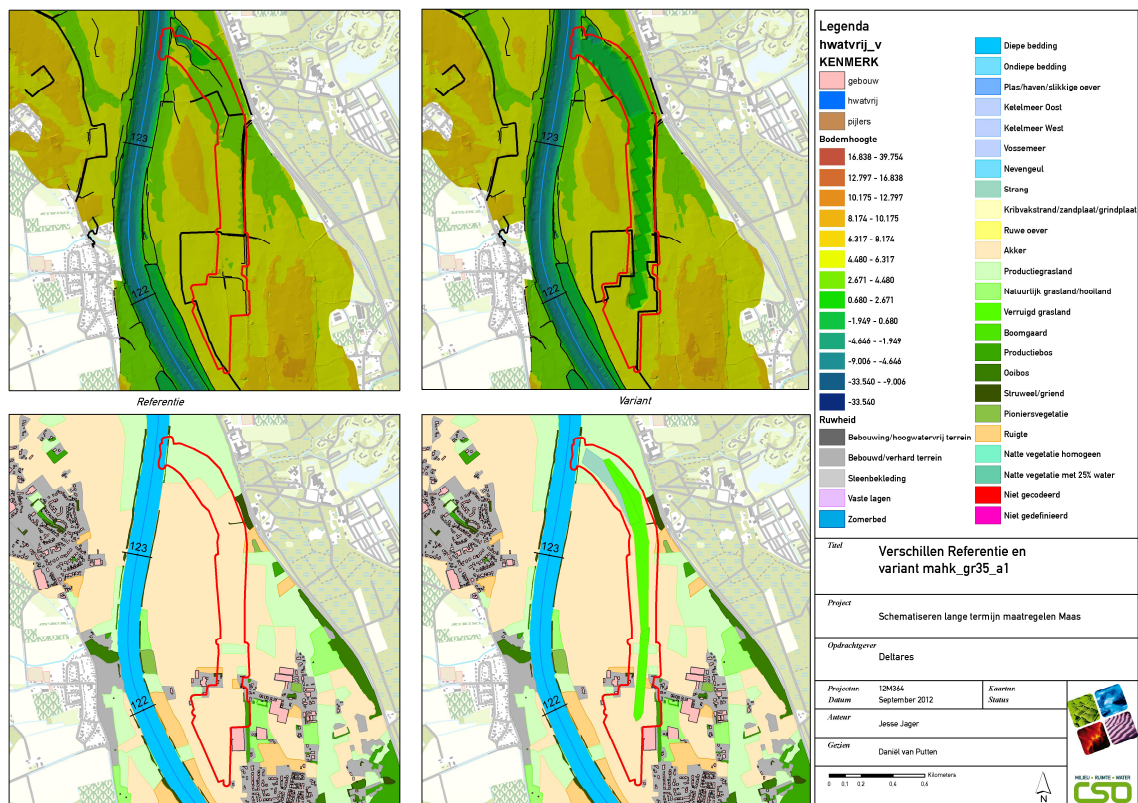 123
122
Referentie
123
122
Variant
123
122
123
122
Legenda
hwatvrij_v
KENMERK
gebouw
hwatvrij
pijlers
Bodemhoogte
16.838 - 39.754
12.797 - 16.838
10.175 - 12.797
8.174 - 10.175
6.317 - 8.174
4.480 - 6.317
2.671 - 4.480
0.680 - 2.671
-1.949 - 0.680
-4.646 - -1.949
-9.006 - -4.646
-33.540 - -9.006
-33.540
Ruwheid
Bebouwing/hoogwatervrij terrein
Bebouwd/verhard terrein
Steenbekleding
Vaste lagen
Zomerbed
Diepe bedding
Ondiepe bedding
Plas/haven/slikkige oever
Ketelmeer Oost
Ketelmeer West
Vossemeer
Nevengeul
Strang
Kribvakstrand/zandplaat/grindplaat
Ruwe oever
Akker
Productiegrasland
Natuurlijk grasland/hooiland
Verruigd grasland
Boomgaard
Productiebos
Ooibos
Struweel/griend
Pioniersvegetatie
Ruigte
Natte vegetatie homogeen
Natte vegetatie met 25% water
Niet gecodeerd
Niet gedefinieerd
Titel
Verschillen Referentie en
variant mahk_gr35_a1
Project
Schematiseren lange termijn maatregelen Maas
Opdrachtgever
Deltares
Projectnr. 12M364 Kaartnr.
Datum September 2012 Status
Auteur
Jesse Jager
Gezien
Daniël van Putten
Kilometers
0 0,1 0,2 0,4 0,6
N
MILIEU • RUIMTE • WATER
CSO